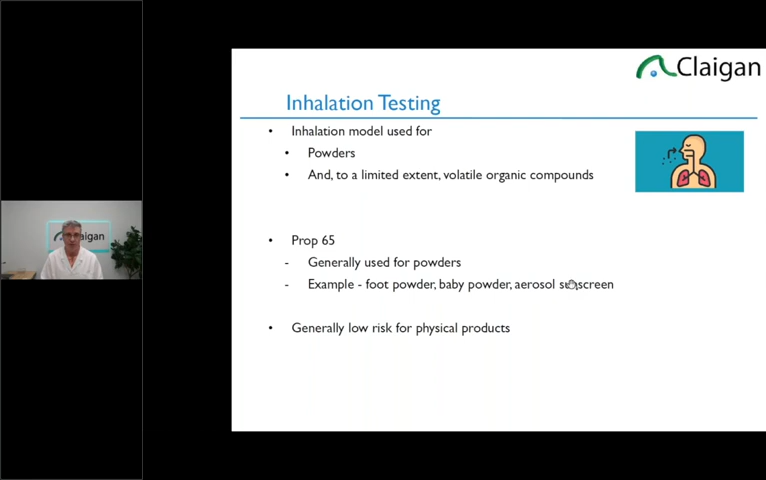 Claigan
Inhalation Testing
• Inhalation model used for
• Powders
• And, to a limited extent, volatile organic compounds
• Prop 65
- Generally used for powders
- Example - foot powder, baby powder, aerosol sunscreen
• Generally low risk for physical products
aigan